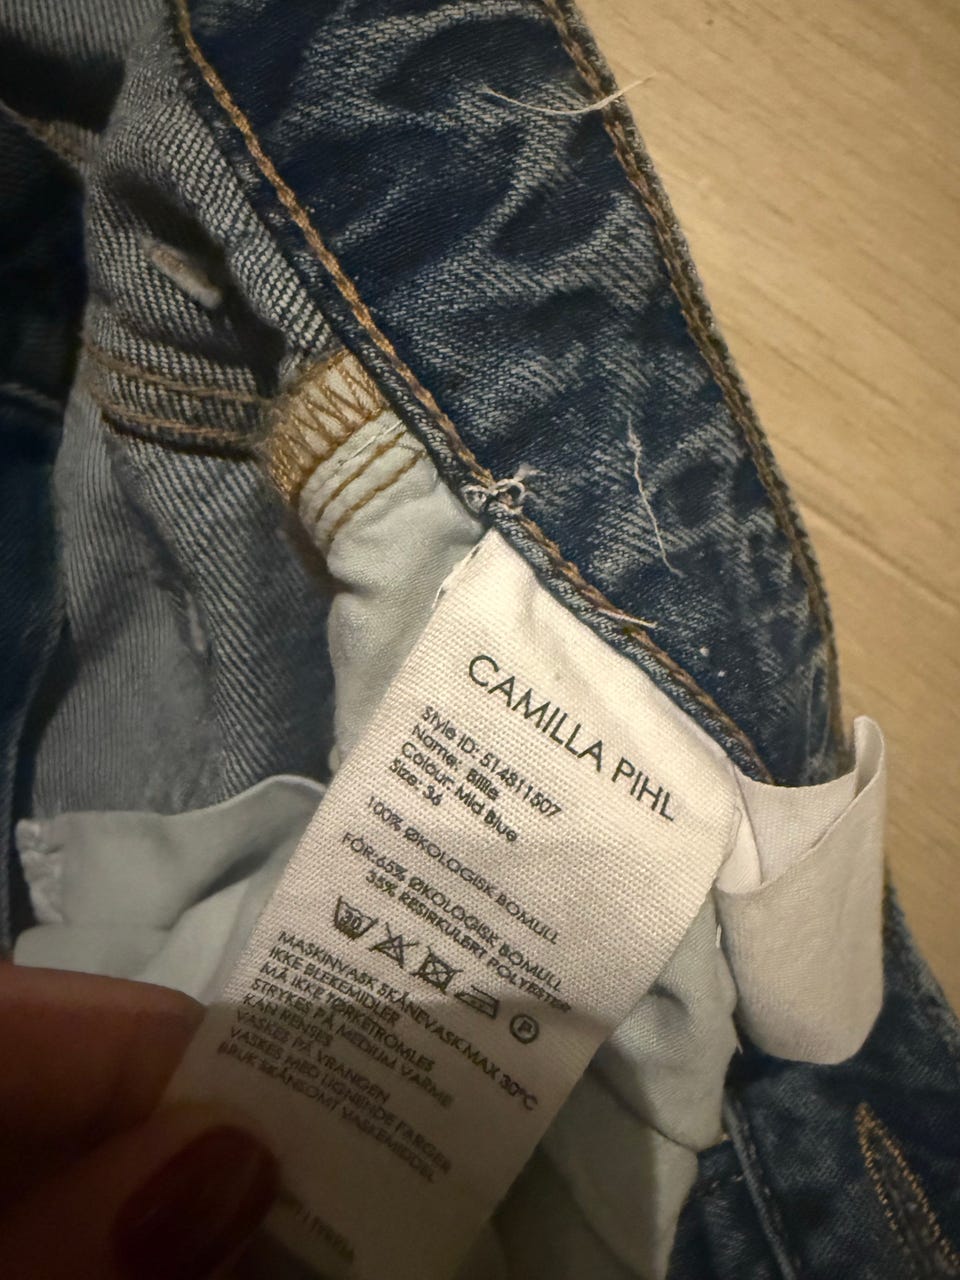 CAMILLA PIHL
Style ID: 514811507
Name: Billie
Colour: Mid Blue
Size: 36
100% ØKOLOGISK BOMULL
FÔR:65% ØKOLOGISK BOMULL
35% RESIRKULERT POLYESTER
30
P
MASKINVASK SKÅNEVASK MAX 30°C
IKKE BLEKEMIDLER
MÅ IKKE TØRKETROMLES
STRYKES PÅ MEDIUM VARME
KAN RENSES
VASKES PÅ VRANGEN
VASKES MED LIGNENDE FARGER
BRUK SKÅNSOMT VASKEMIDDEL